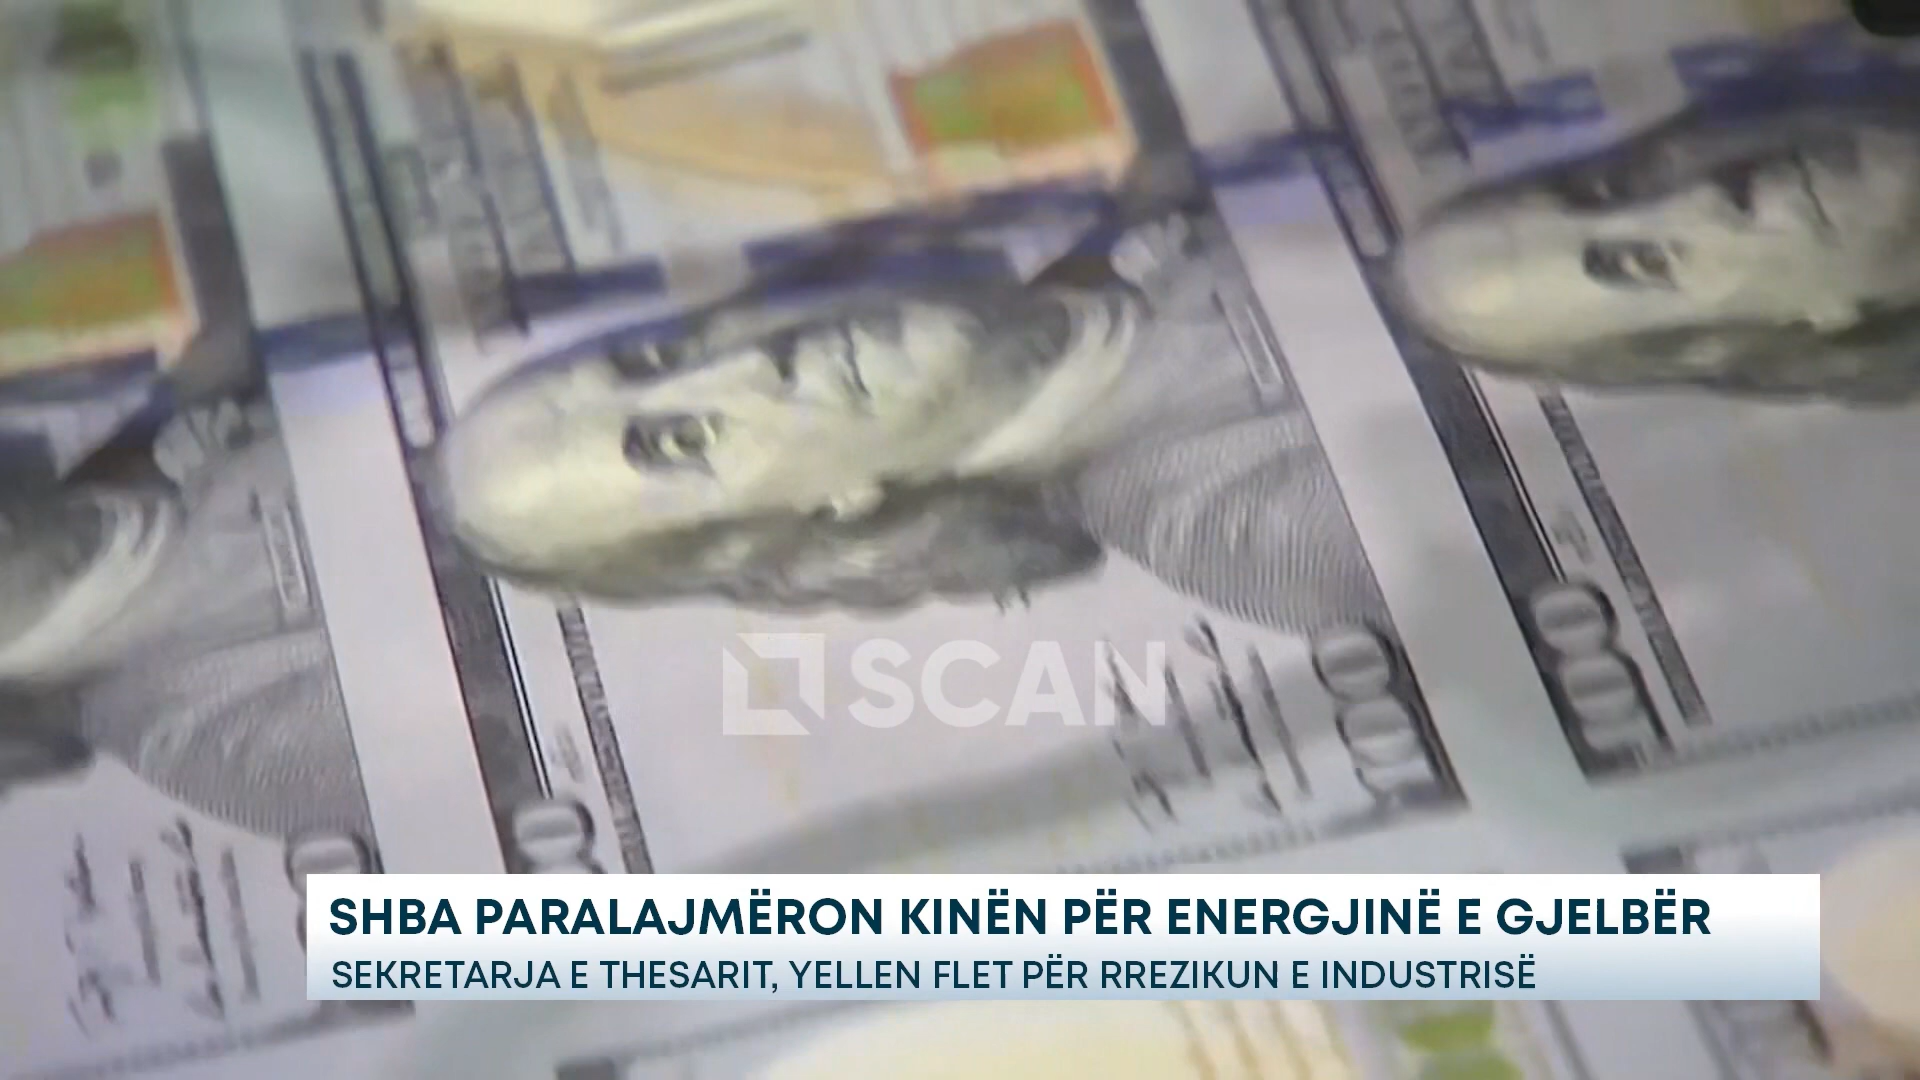 SCAN
SHBA PARALAJMËRON KINËN PËR ENERGJINË E GJELBËR
SEKRETARJA E THESARIT, YELLEN FLET PËR RREZIKUN E INDUSTRISË